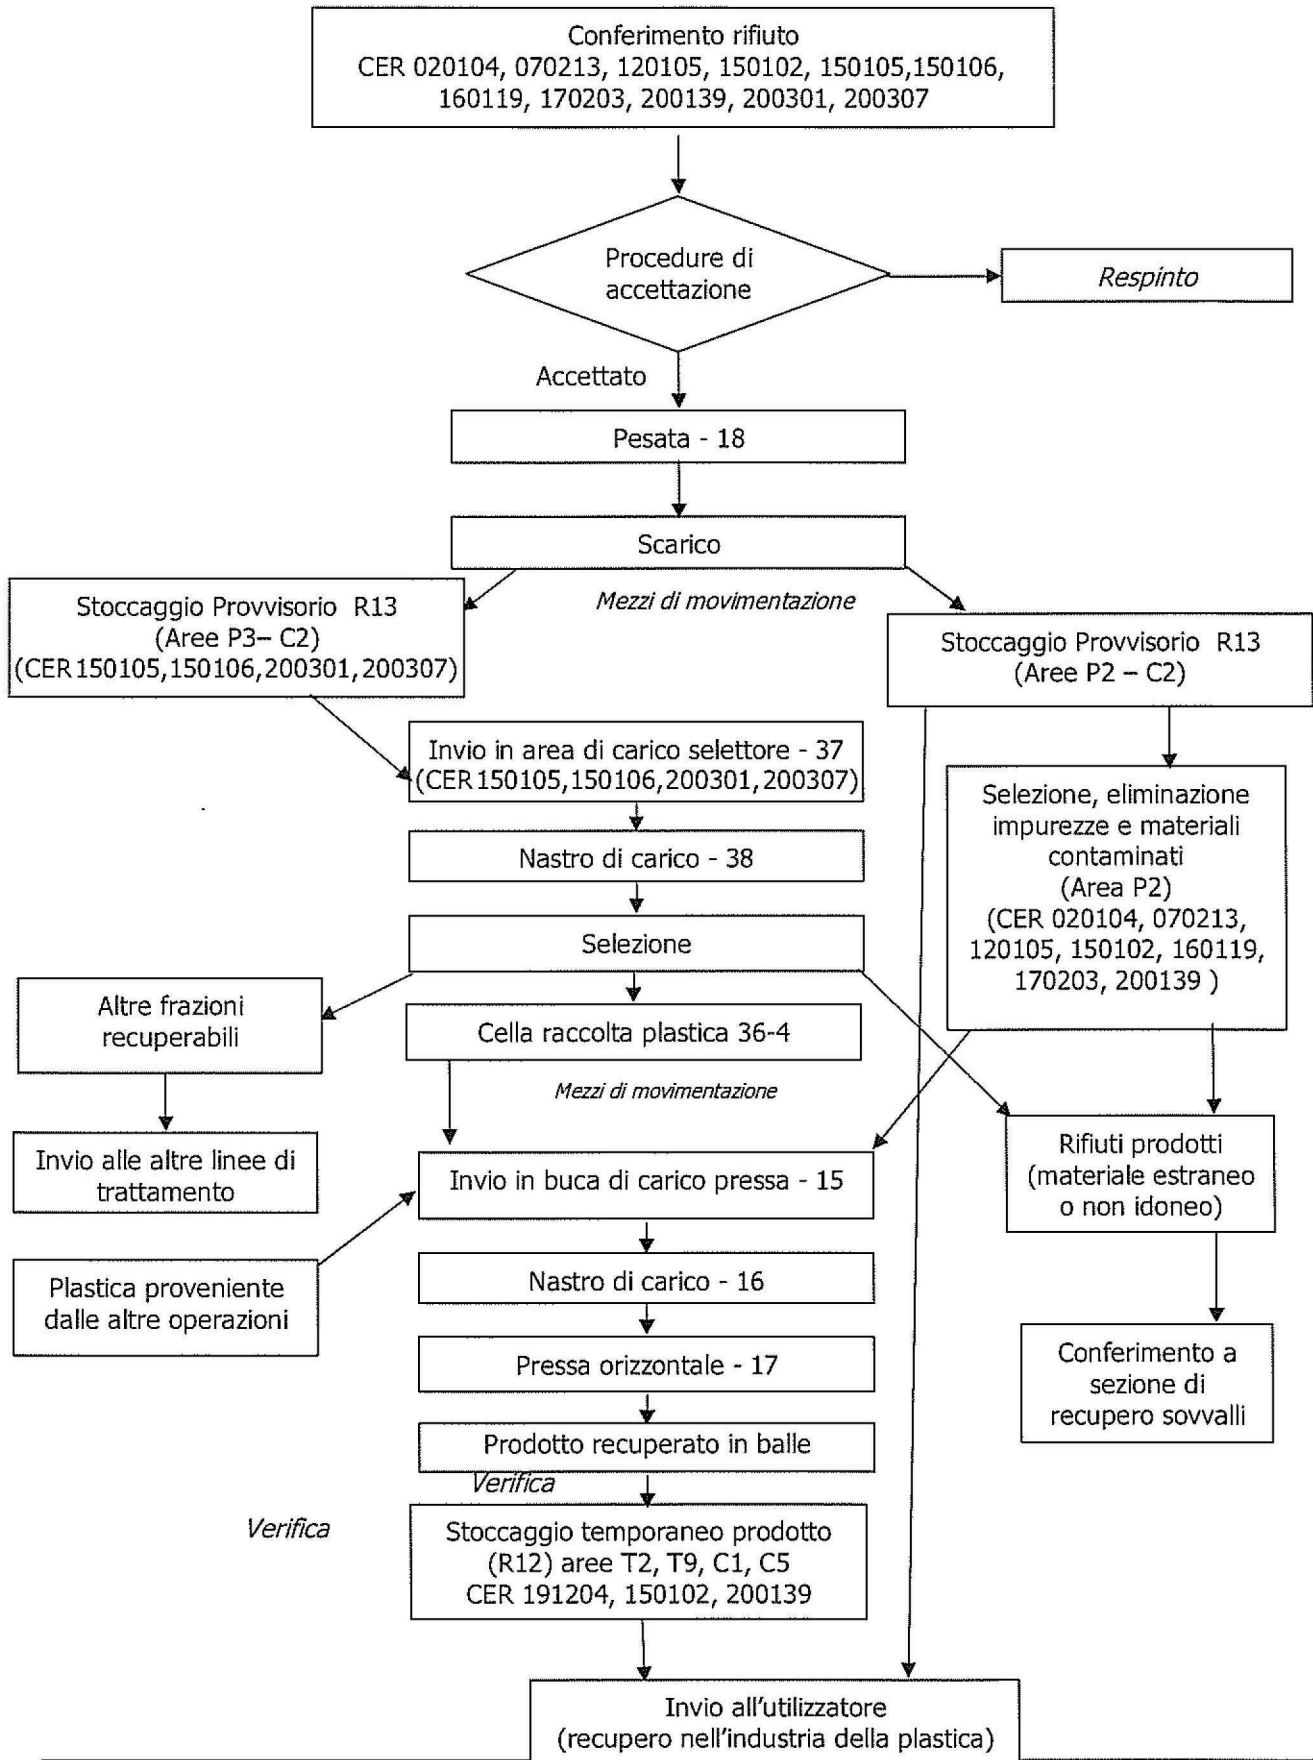 Conferimento rifiuto
CER 020104, 070213, 120105, 150102, 150105,150106,
160119, 170203, 200139, 200301, 200307
Procedure di
accettazione
Respinto
Accettato
Pesata - 18
Scarico
Mezzi di movimentazione
Stoccaggio Provvisorio R13
(Aree P3– C2)
(CER 150105,150106,200301,200307)
Stoccaggio Provvisorio R13
(Aree P2 – C2)
Invio in area di carico selettore - 37
(CER 150105,150106,200301,200307)
Selezione, eliminazione
impurezze e materiali
contaminati
(Area P2)
(CER 020104, 070213,
120105, 150102, 160119,
170203, 200139 )
Nastro di carico - 38
Selezione
Altre frazioni
recuperabili
Cella raccolta plastica 36-4
Mezzi di movimentazione
Invio alle altre linee di
trattamento
Invio in buca di carico pressa - 15
Rifiuti prodotti
(materiale estraneo
o non idoneo)
Plastica proveniente
dalle altre operazioni
Nastro di carico - 16
Pressa orizzontale - 17
Conferimento a
sezione di
recupero sovvalli
Prodotto recuperato in balle
Verifica
Verifica
Stoccaggio temporaneo prodotto
(R12) aree T2, T9, C1, C5
CER 191204, 150102, 200139
Invio all'utilizzatore
(recupero nell'industria della plastica)